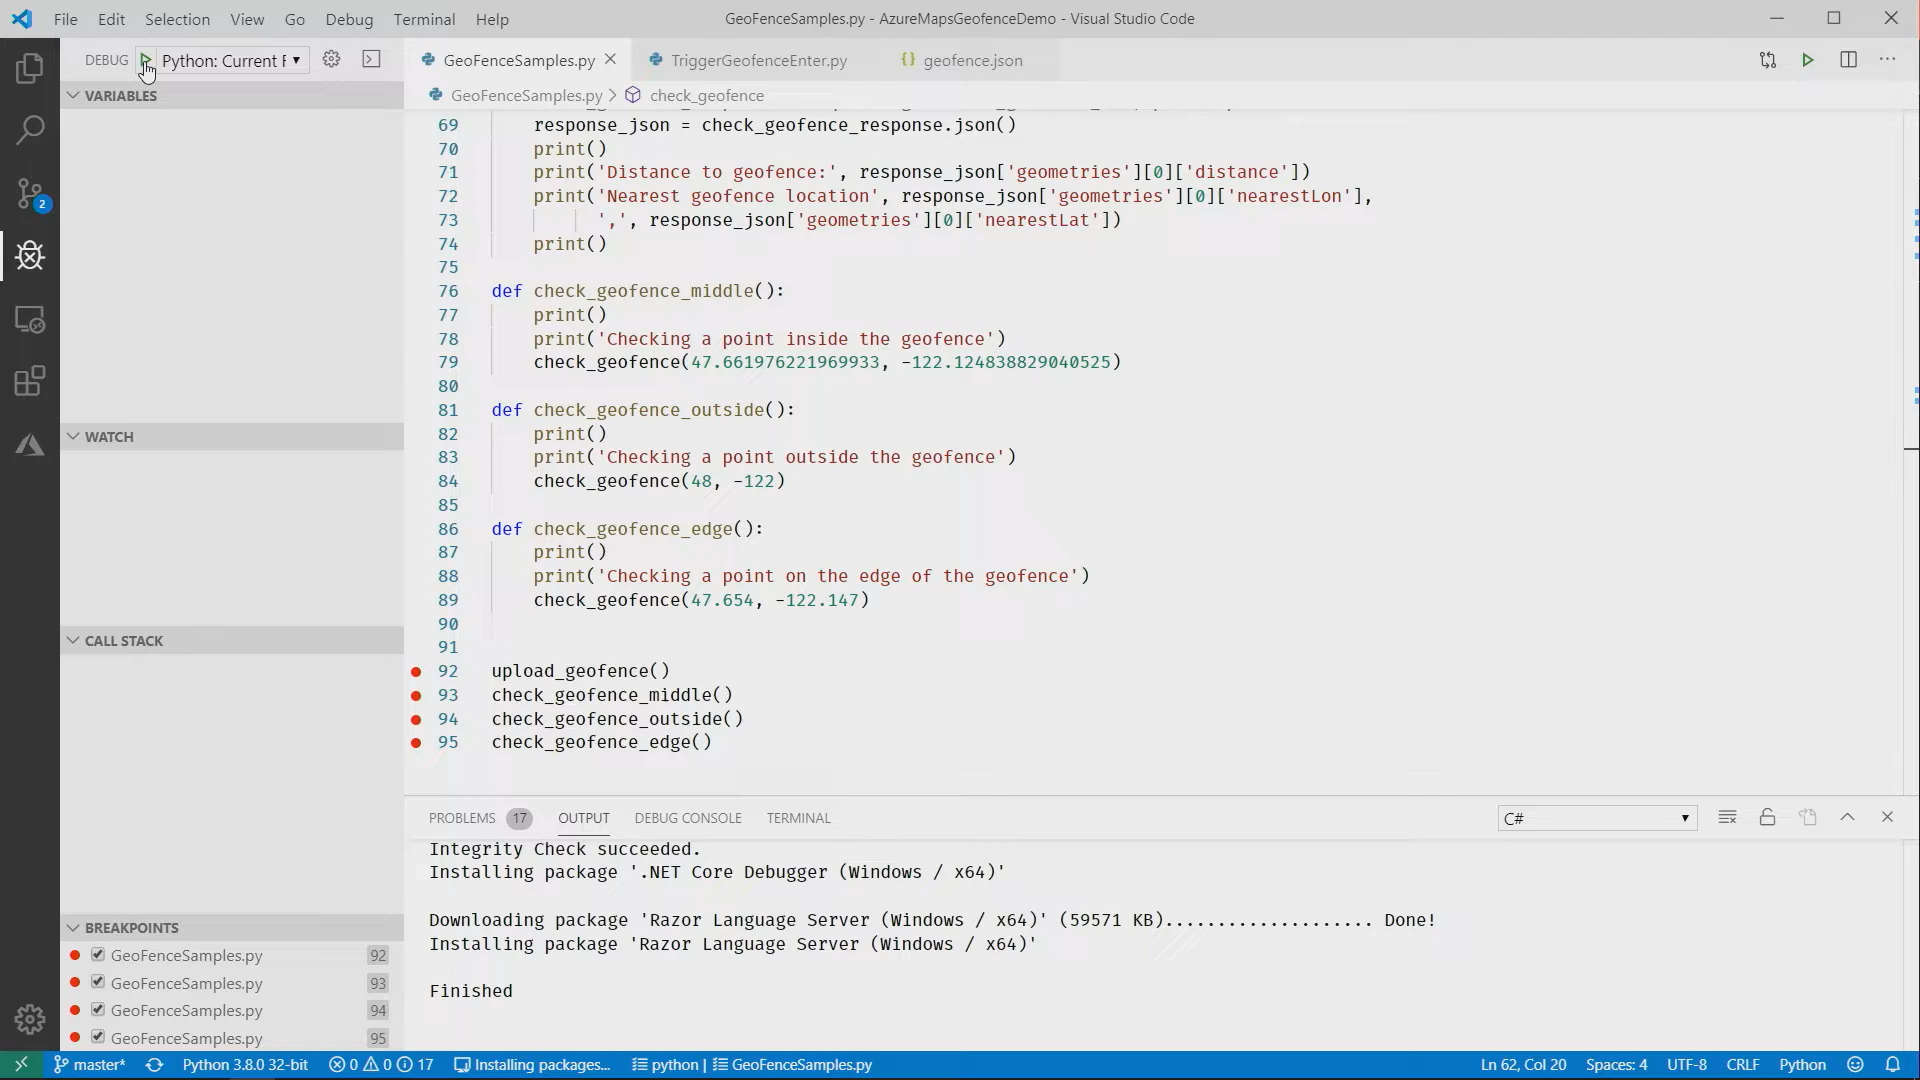 File Edit Selection View Go Debug Terminal Help
GeoFenceSamples.py - AzureMapsGeofenceDemo - Visual Studio Code
DEBUG Python: Current F
GeoFenceSamples.py TriggerGeofenceEnter.py {} geofence.json
VARIABLES
GeoFenceSamples.py > check_geofence
69 response_json = check_geofence_response.json()
70 print()
71 print('Distance to geofence:', response_json['geometries'][0]['distance'])
72 print('Nearest geofence location', response_json['geometries'][0]['nearestLon'],
73 ',', response_json['geometries'][0]['nearestLat'])
74 print()
75
76 def check_geofence_middle():
77 print()
78 print('Checking a point inside the geofence')
79 check_geofence(47.661976221969933, -122.124838829040525)
80
81 def check_geofence_outside():
82 print()
83 print('Checking a point outside the geofence')
84 check_geofence(48, -122)
85
86 def check_geofence_edge():
87 print()
88 print('Checking a point on the edge of the geofence')
89 check_geofence(47.654, -122.147)
90
91
92 upload_geofence()
93 check_geofence_middle()
94 check_geofence_outside()
95 check_geofence_edge()
2
WATCH
CALL STACK
BREAKPOINTS
GeoFenceSamples.py 92
GeoFenceSamples.py 93
GeoFenceSamples.py 94
GeoFenceSamples.py 95
PROBLEMS 17 OUTPUT DEBUG CONSOLE TERMINAL C#
Integrity Check succeeded.
Installing package '.NET Core Debugger (Windows / x64)'
Downloading package 'Razor Language Server (Windows / x64)' (59571 KB).................... Done!
Installing package 'Razor Language Server (Windows / x64)'
Finished
master* Python 3.8.0 32-bit 0 0 17 Installing packages... python | GeoFenceSamples.py Ln 62, Col 20 Spaces: 4 UTF-8 CRLF Python